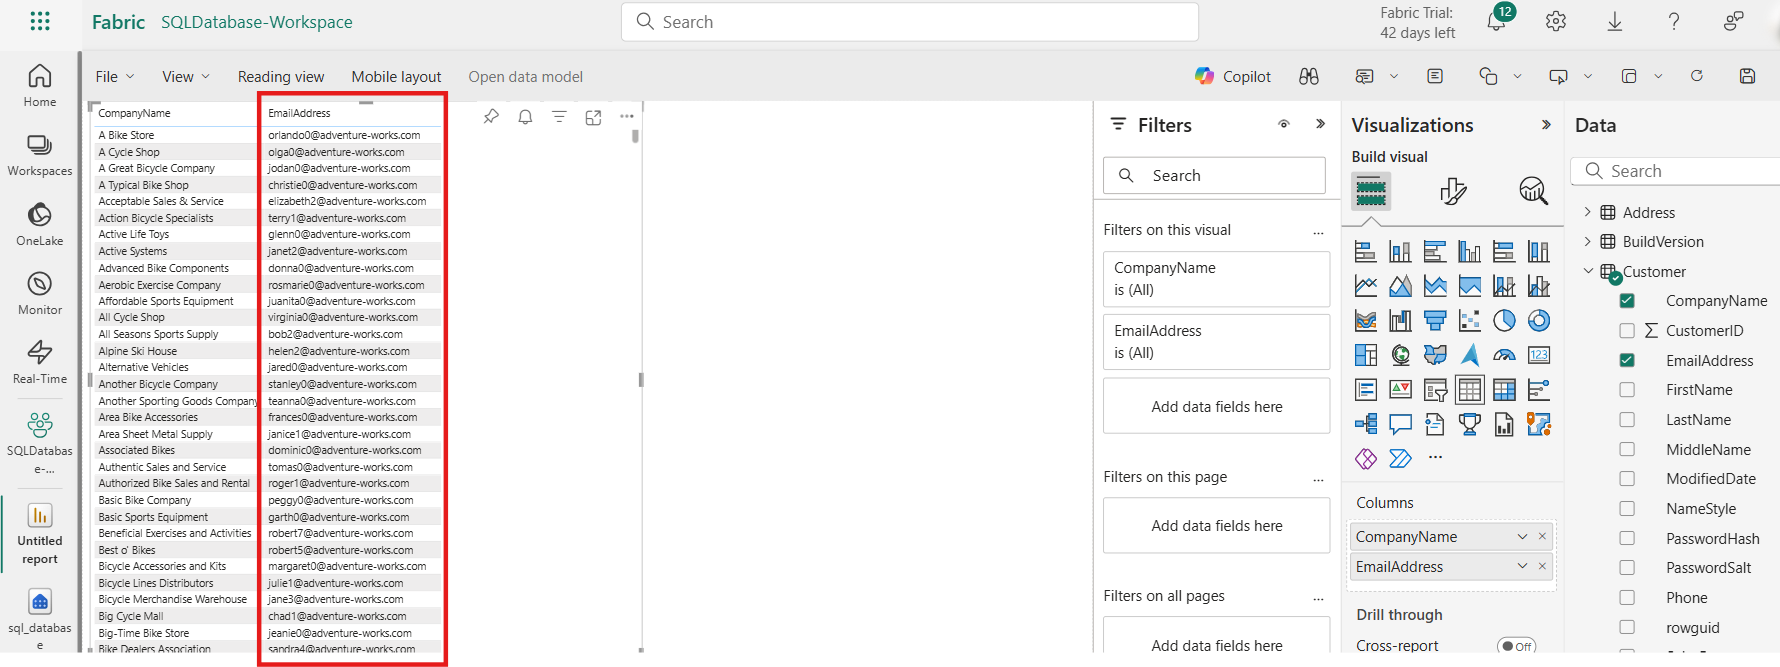 Fabric SQLDatabase-Workspace
Search
Fabric Trial:
42 days left
12
File View Reading view Mobile layout Open data model
Copilot
Home
Workspaces
OneLake
Monitor
Real-Time
SQLDatabas
e-...
Untitled
report
sql_databas
e
CompanyName EmailAddress
A Bike Store orlando0@adventure-works.com
A Cycle Shop olga0@adventure-works.com
A Great Bicycle Company jodan0@adventure-works.com
A Typical Bike Shop christie0@adventure-works.com
Acceptable Sales & Service elizabeth2@adventure-works.com
Action Bicycle Specialists terry1@adventure-works.com
Active Life Toys glenn0@adventure-works.com
Active Systems janet2@adventure-works.com
Advanced Bike Components donna0@adventure-works.com
Aerobic Exercise Company rosmarie0@adventure-works.com
Affordable Sports Equipment juanita0@adventure-works.com
All Cycle Shop virginia0@adventure-works.com
All Seasons Sports Supply bob2@adventure-works.com
Alpine Ski House helen2@adventure-works.com
Alternative Vehicles jared0@adventure-works.com
Another Bicycle Company stanley0@adventure-works.com
Another Sporting Goods Company teanna0@adventure-works.com
Area Bike Accessories frances0@adventure-works.com
Area Sheet Metal Supply janice1@adventure-works.com
Associated Bikes dominic0@adventure-works.com
Authentic Sales and Service tomas0@adventure-works.com
Authorized Bike Sales and Rental roger1@adventure-works.com
Basic Bike Company peggy0@adventure-works.com
Basic Sports Equipment garth0@adventure-works.com
Beneficial Exercises and Activities robert7@adventure-works.com
Best o' Bikes robert5@adventure-works.com
Bicycle Accessories and Kits margaret0@adventure-works.com
Bicycle Lines Distributors julie1@adventure-works.com
Bicycle Merchandise Warehouse jane3@adventure-works.com
Big Cycle Mall chad1@adventure-works.com
Big-Time Bike Store jeanie0@adventure-works.com
Bike Dealers Association sandra4@adventure-works.com
Filters
Search
Filters on this visual ...
CompanyName
is (All)
EmailAddress
is (All)
Add data fields here
Filters on this page ...
Add data fields here
Filters on all pages ...
Add data fields here
Visualizations
Build visual
123
...
Columns
CompanyName
EmailAddress
Drill through
Cross-report Off
Data
Search
Address
BuildVersion
Customer
CompanyName
CustomerID
EmailAddress
FirstName
LastName
MiddleName
ModifiedDate
NameStyle
PasswordHash
PasswordSalt
Phone
rowguid